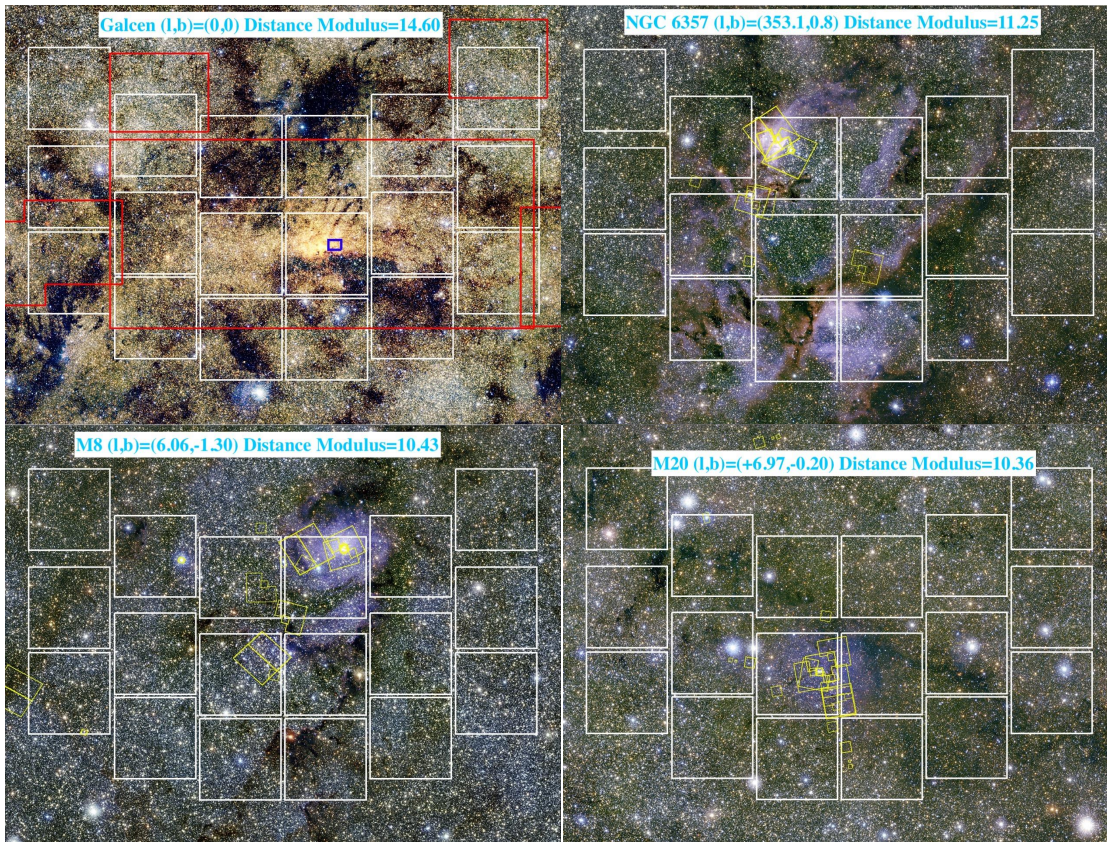 Galcen (l,b)=(0,0) Distance Modulus=14.60
NGC 6357 (l,b)=(353.1,0.8) Distance Modulus=11.25
M8 (l,b)=(6.06,-1.30) Distance Modulus=10.43
M20 (l,b)=(+6.97,-0.20) Distance Modulus=10.36